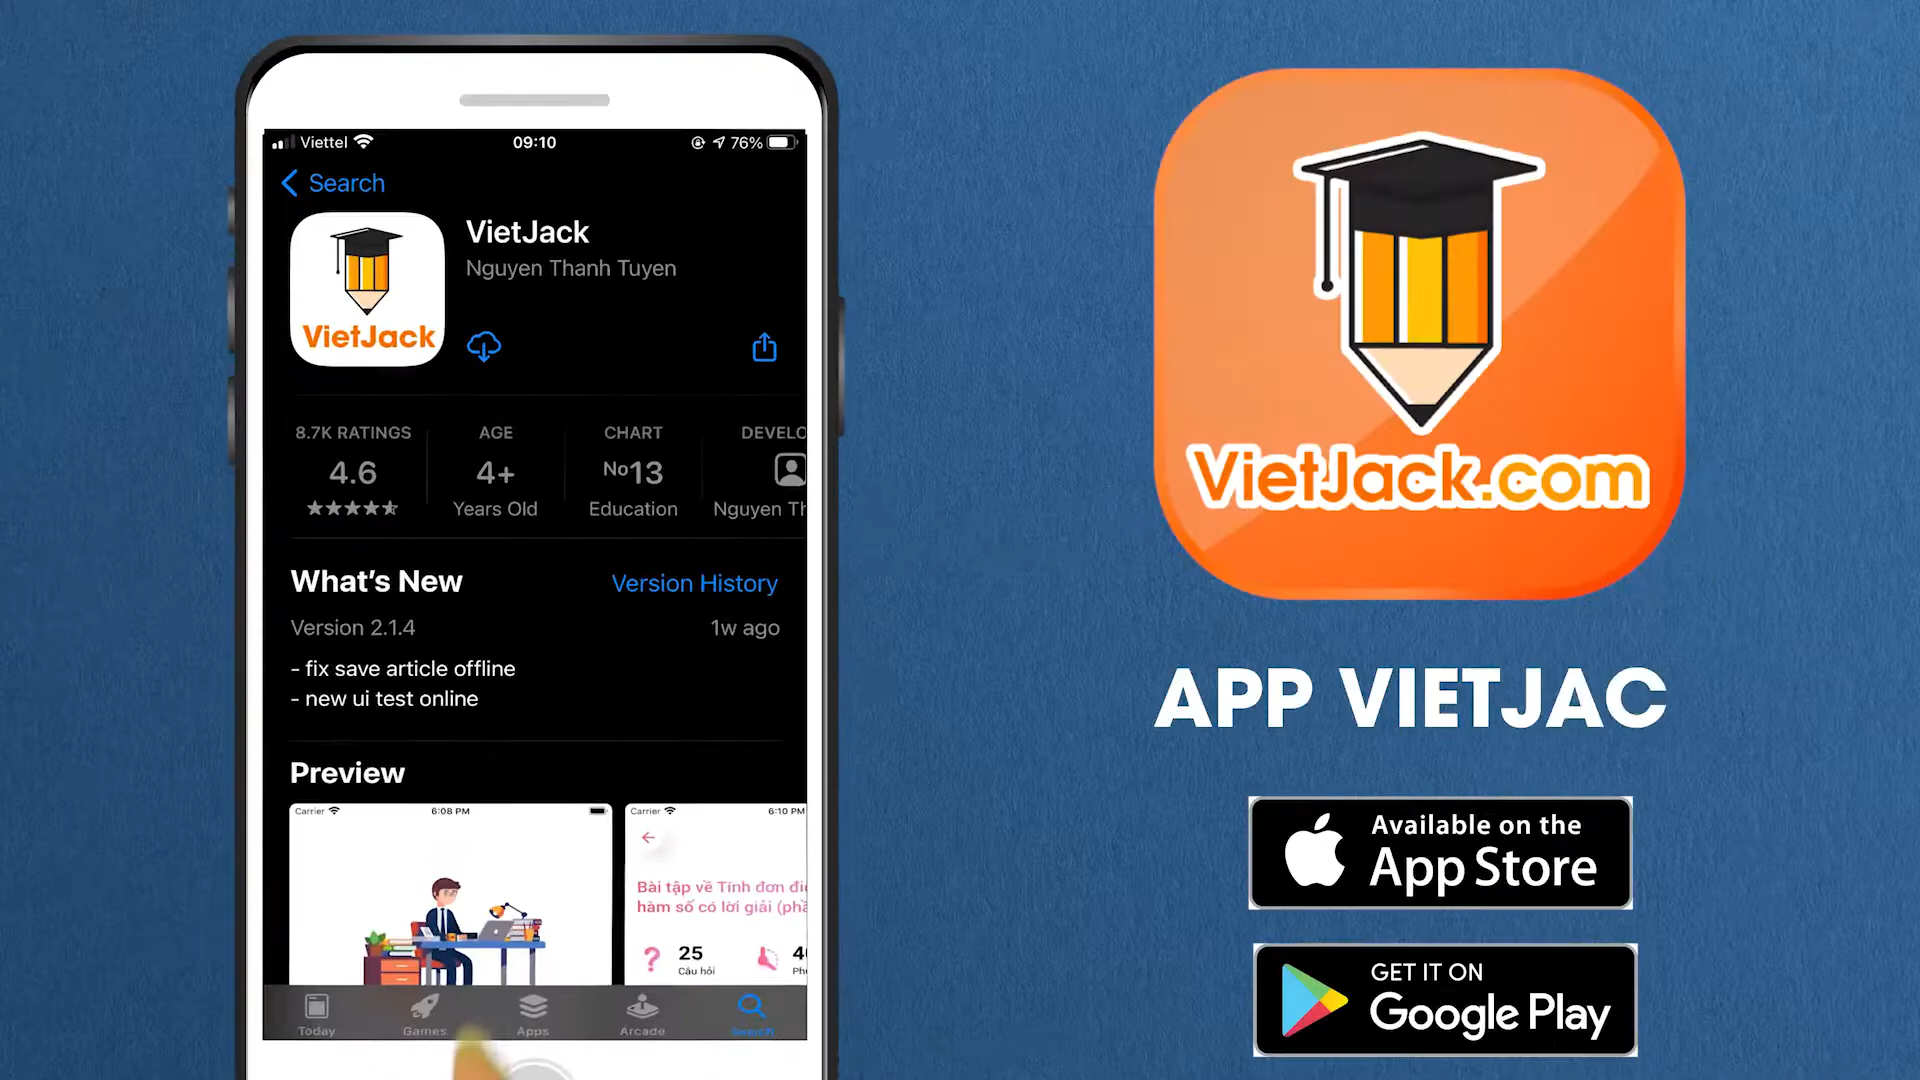 Viettel
09:10
76%
Search
VietJack
Nguyen Thanh Tuyen
VietJack
8.7K RATINGS
4.6
AGE
4+
Years Old
CHART
No13
Education
DEVELO
Nguyen Th
What's New
Version History
Version 2.1.4
1w ago
- fix save article offline
- new ui test online
Preview
Carrier
6:08 PM
Carrier
6:10 PM
Bài tập về Tính đơn điệ
hàm số có lời giải (phầ
25
Câu hỏi
Today
Games
Apps
Arcade
Search
VietJack.com
APP VIETJAC
Available on the
App Store
GET IT ON
Google Play